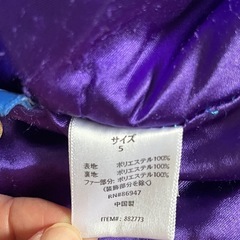 サイズ
S
表地: ポリエステル100%
裏地: ポリエステル100%
ファー部分: ポリエステル100%
(装飾部分を除く)
RN#86947
中国製
ITEM#: 882773